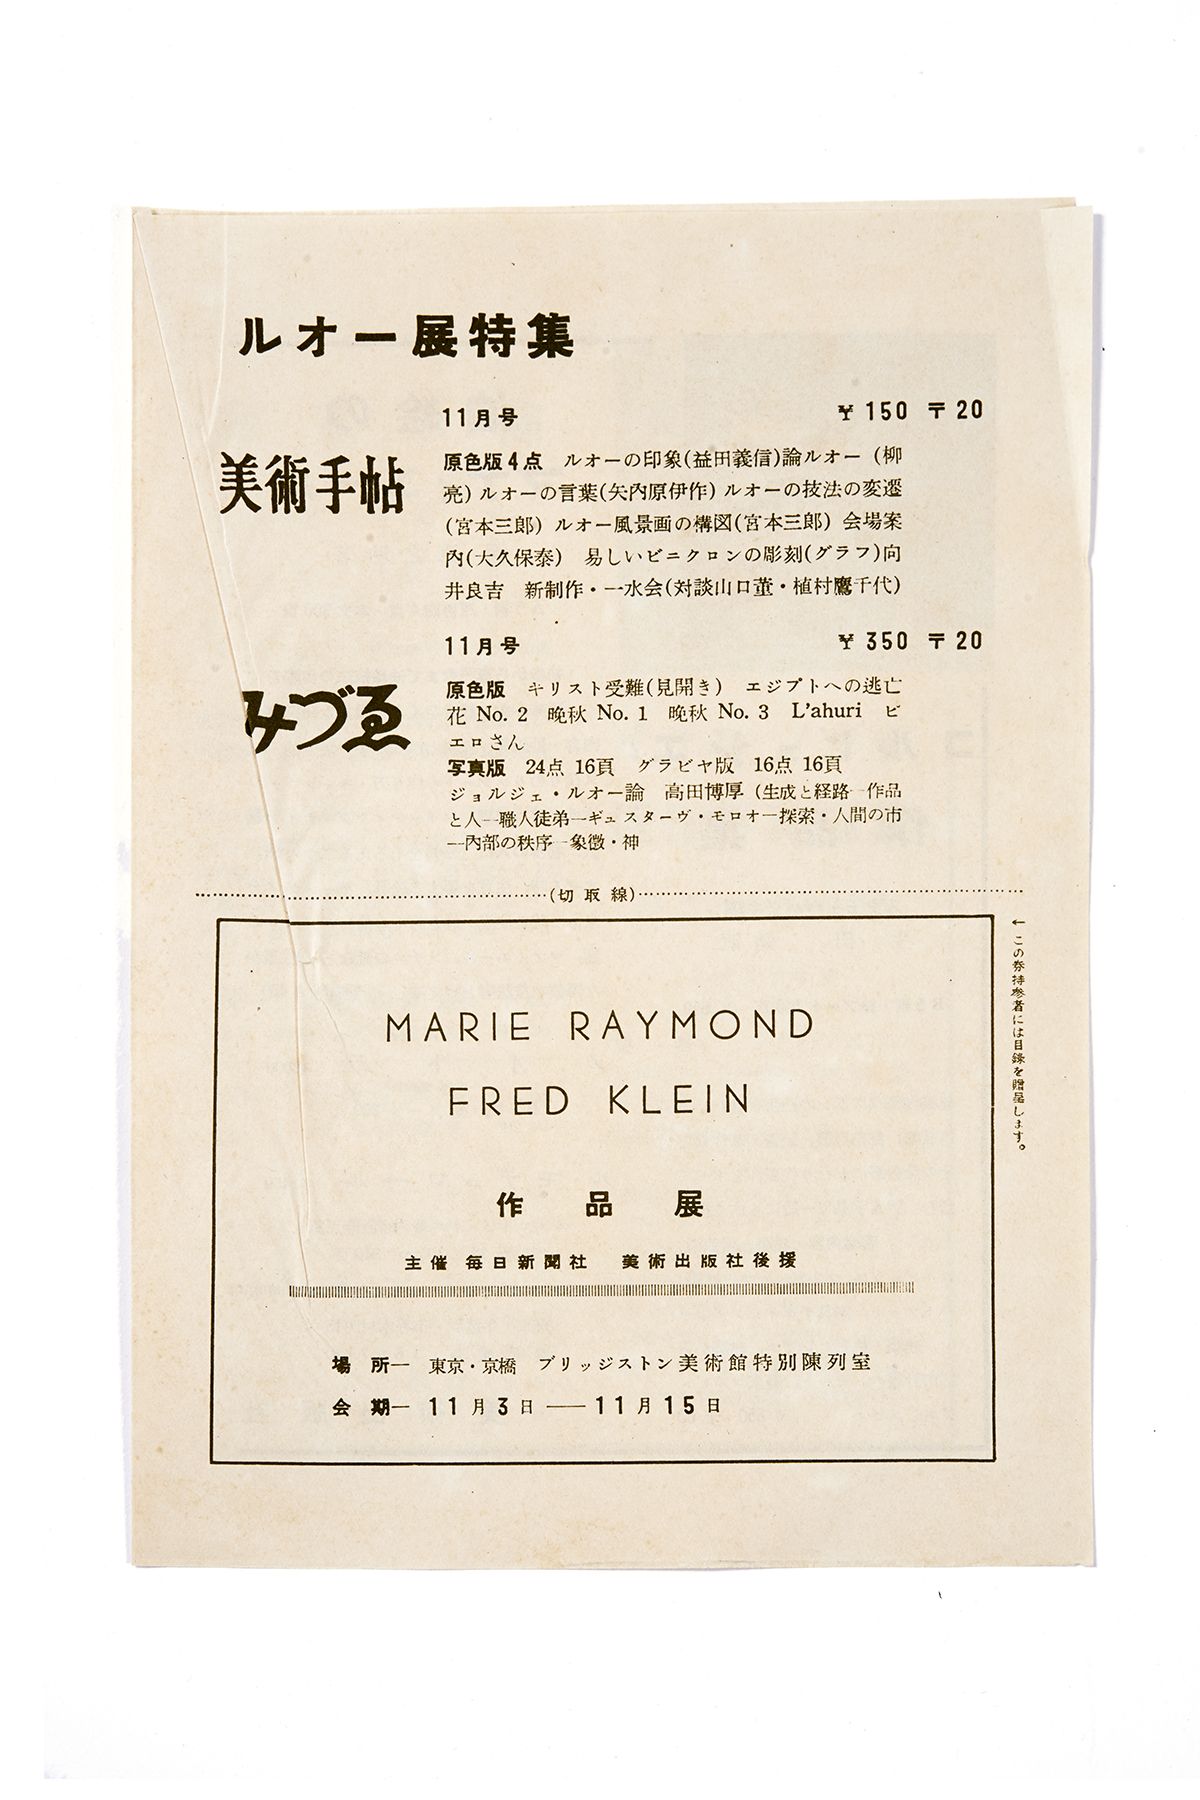 ルオー展特集
11月号 ¥150 〒20
美術手帖
原色版4点 ルオーの印象(益田義信)論ルオー (柳
亮) ルオーの言葉(矢内原伊作) ルオーの技法の変遷
(宮本三郎) ルオー風景画の構図(宮本三郎) 会場案
内(大久保泰) 易しいビニクロンの彫刻(グラフ)向
井良吉 新制作・一水会(対談山口薫・植村鷹千代)
11月号 ¥350 〒20
みづゑ
原色版 キリスト受難(見開き) エジプトへの逃亡
花 No. 2 晩秋 No. 1 晩秋 No. 3 L'ahuri ピ
エロさん
写真版 24点 16頁 グラビヤ版 16点 16頁
ジョルジェ・ルオー論 高田博厚 (生成と経路—作品
と人—職人徒弟—ギュスターヴ・モロオー探索・人間の市
—内部の秩序—象徴・神
(切取線)
←この券持参者には目録を贈呈します。
MARIE RAYMOND
FRED KLEIN
作品展
主催 毎日新聞社 美術出版社後援
場所— 東京・京橋 ブリッジストン美術館特別陳列室
会期— 11月3日——11月15日